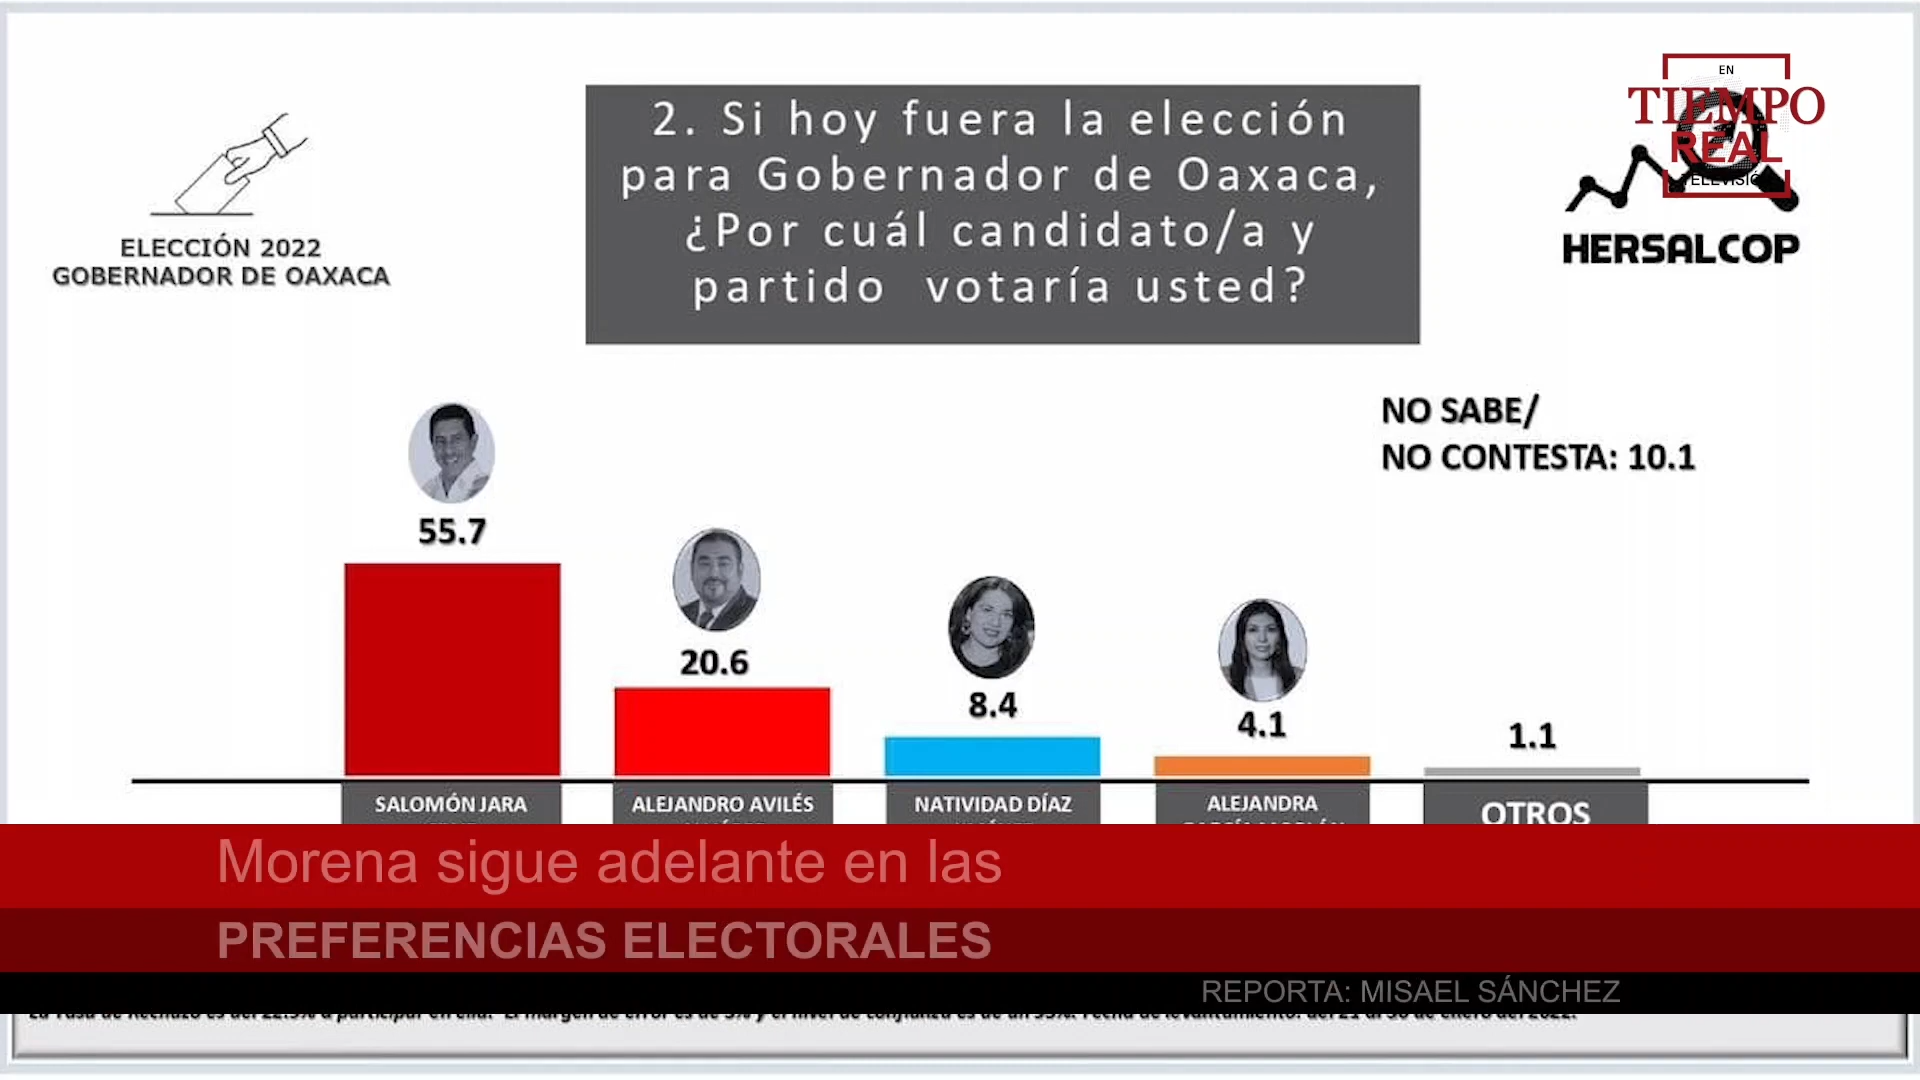 EN
TIEMPO
REAL
TELEVISIÓN
HERSALCOP
ELECCIÓN 2022
GOBERNADOR DE OAXACA
2. Si hoy fuera la elección
para Gobernador de Oaxaca,
¿Por cuál candidato/a y
partido votaría usted?
NO SABE/
NO CONTESTA: 10.1
55.7
20.6
8.4
4.1
1.1
SALOMÓN JARA
ALEJANDRO AVILÉS
NATIVIDAD DÍAZ
ALEJANDRA
OTROS
Morena sigue adelante en las
PREFERENCIAS ELECTORALES
REPORTA: MISAEL SÁNCHEZ